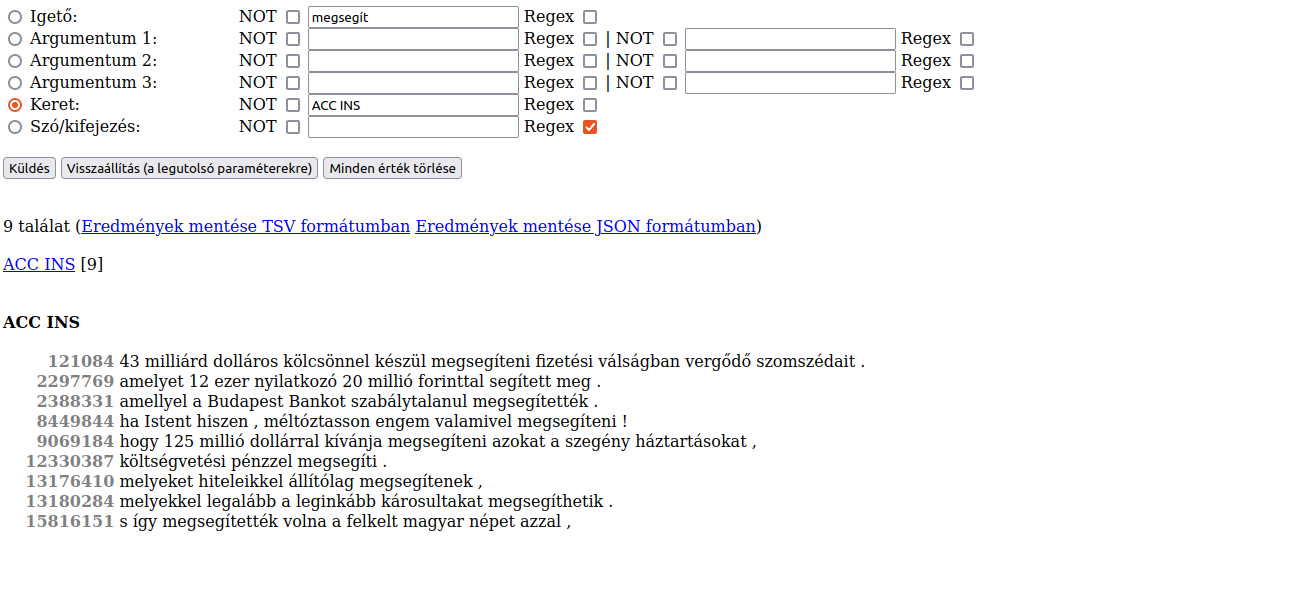 Igető: NOT megsegít Regex
Argumentum 1: NOT Regex | NOT Regex
Argumentum 2: NOT Regex | NOT Regex
Argumentum 3: NOT Regex | NOT Regex
Keret: NOT ACC INS Regex
Szó/kifejezés: NOT Regex
Küldés Visszaállítás (a legutolsó paraméterekre) Minden érték törlése
9 találat (Eredmények mentése TSV formátumban Eredmények mentése JSON formátumban)
ACC INS [9]
ACC INS
121084 43 milliárd dolláros kölcsönnel készül megsegíteni fizetési válságban vergődő szomszédait .
2297769 amelyet 12 ezer nyilatkozó 20 millió forinttal segített meg .
2388331 amellyel a Budapest Bankot szabálytalanul megsegítették .
8449844 ha Istent hiszen , méltóztasson engem valamivel megsegíteni !
9069184 hogy 125 millió dollárral kívánja megsegíteni azokat a szegény háztartásokat ,
12330387 költségvetési pénzzel megsegíti .
13176410 melyeket hiteleikkel állítólag megsegítenek ,
13180284 melyekkel legalább a leginkább károsultakat megsegíthetik .
15816151 s így megsegítették volna a felkelt magyar népet azzal ,